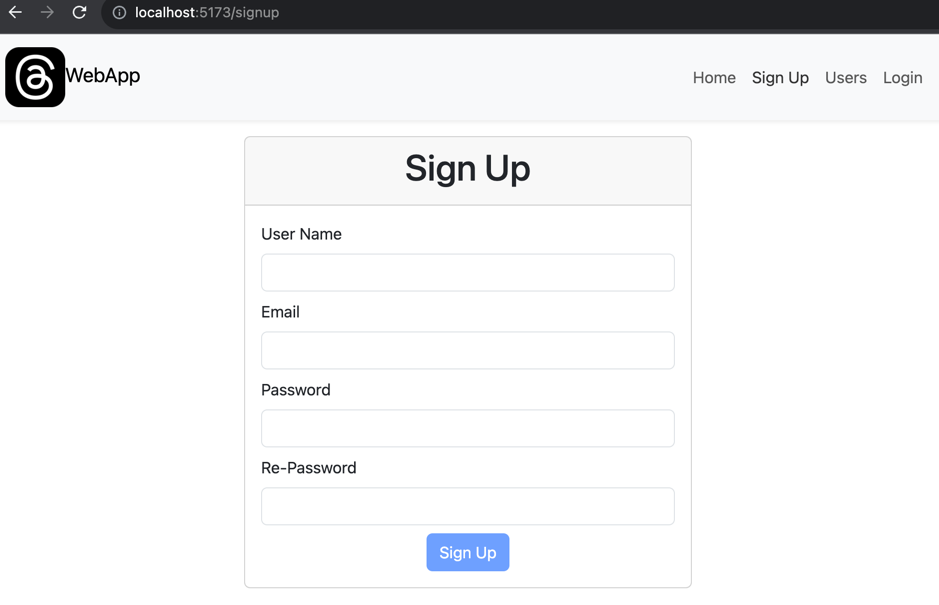 localhost:5173/signup
WebApp
Home Sign Up Users Login
Sign Up
User Name
Email
Password
Re-Password
Sign Up